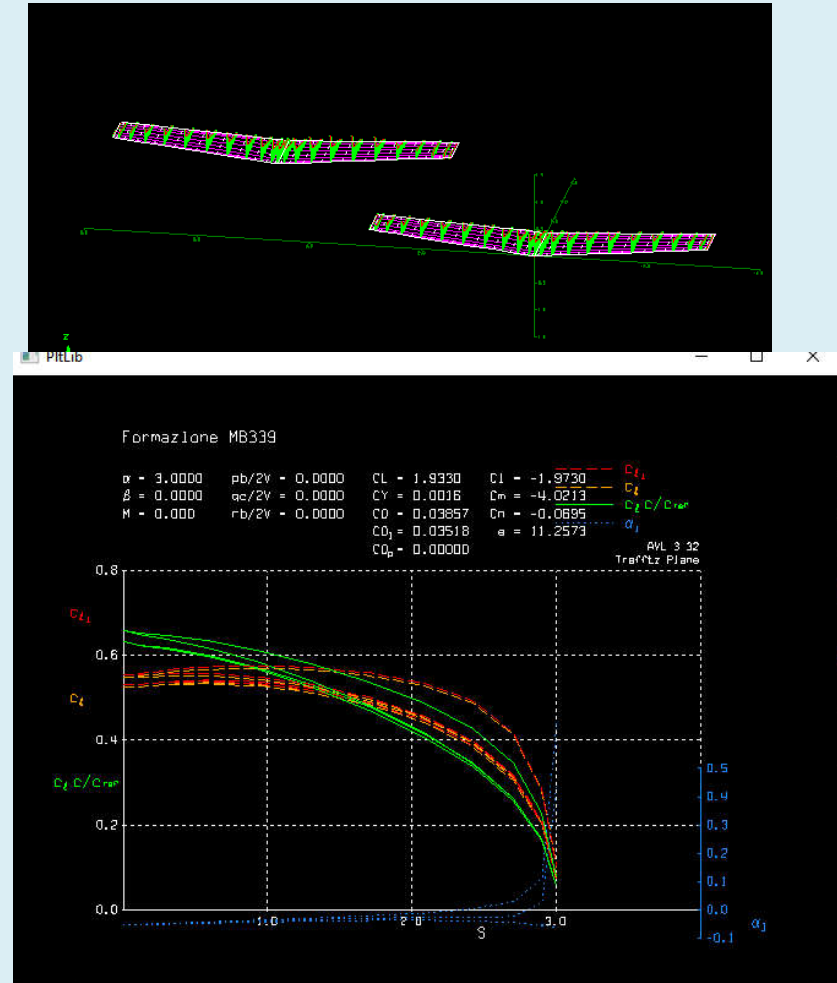 z
PltLib
Formazione MB339
α = 3.0000 pb/2V = 0.0000 CL = 1.9330 Cl = -1.9730
β = 0.0000 qc/2V = 0.0000 CY = 0.0016 Cm = -4.0213
M = 0.000 rb/2V = 0.0000 CD = 0.03857 Cn = -0.0695
CDi = 0.03518 e = 11.2573
CDp = 0.00000
Cℓ⊥
Cℓ
Cℓ C/Cref
αi
AVL 3.32
Trefftz Plane
0.8
Cℓ⊥
0.6
Cℓ
0.4
Cℓ C/Cref
0.2
0.0
1.0 2.0 3.0
S
0.5
0.4
0.3
0.2
0.1
0.0
-0.1
αi